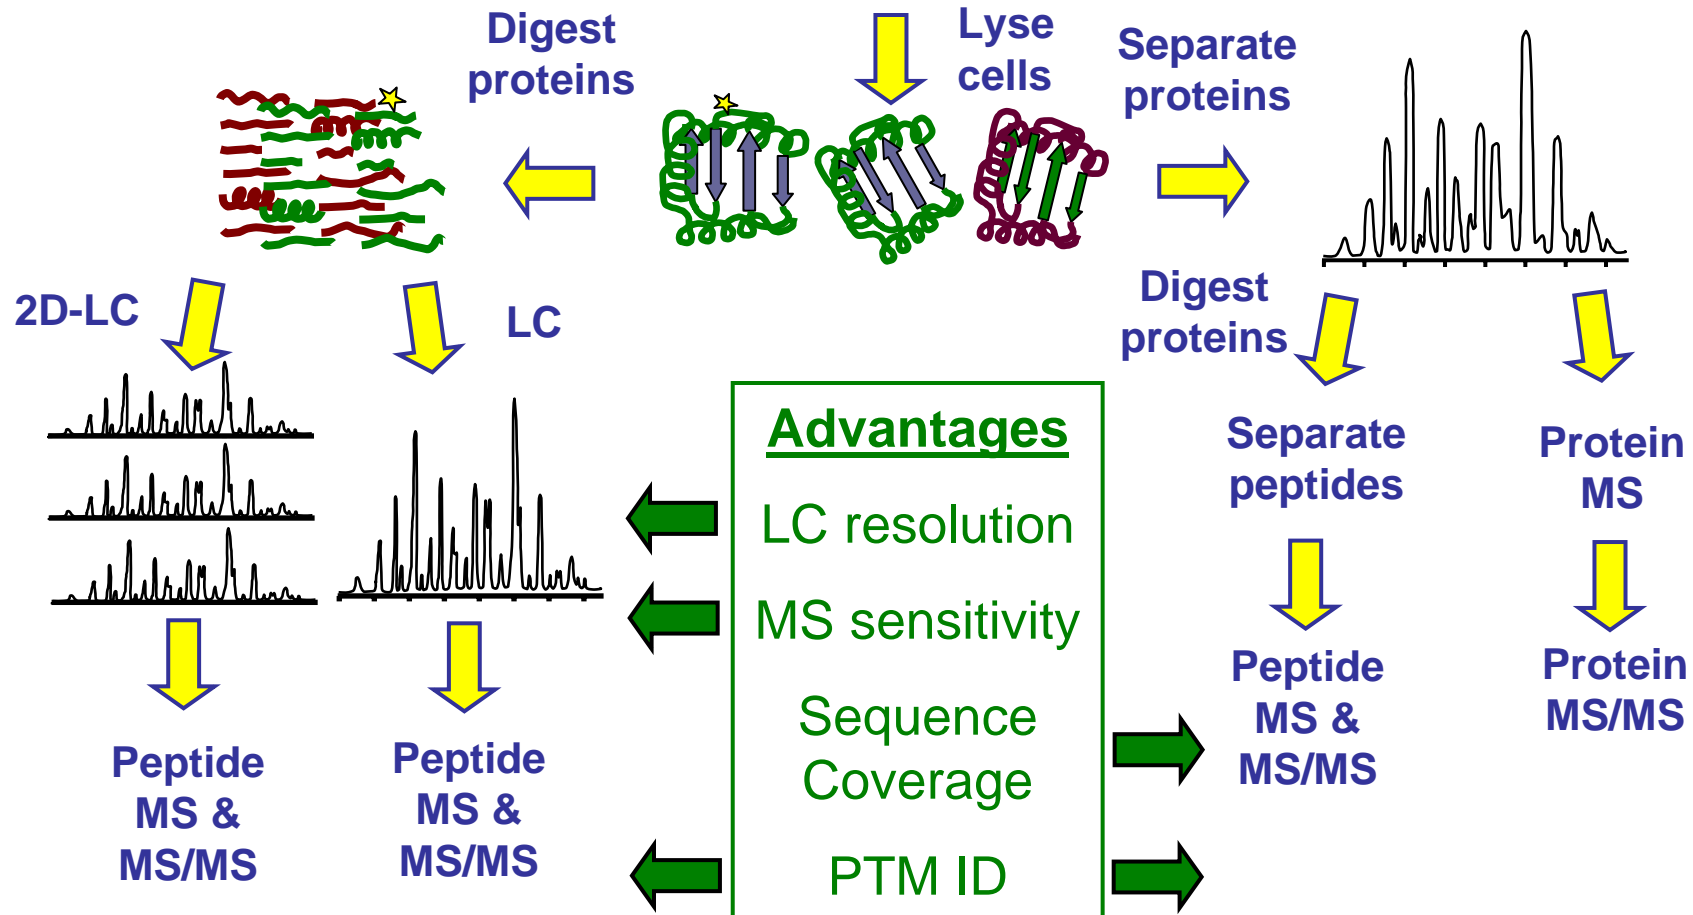 Digest
proteins
Lyse
cells
Separate
proteins
2D-LC
LC
Digest
proteins
Advantages
LC resolution
MS sensitivity
Sequence
Coverage
PTM ID
Separate
peptides
Protein
MS
Peptide
MS &
MS/MS
Protein
MS/MS
Peptide
MS &
MS/MS
Peptide
MS &
MS/MS